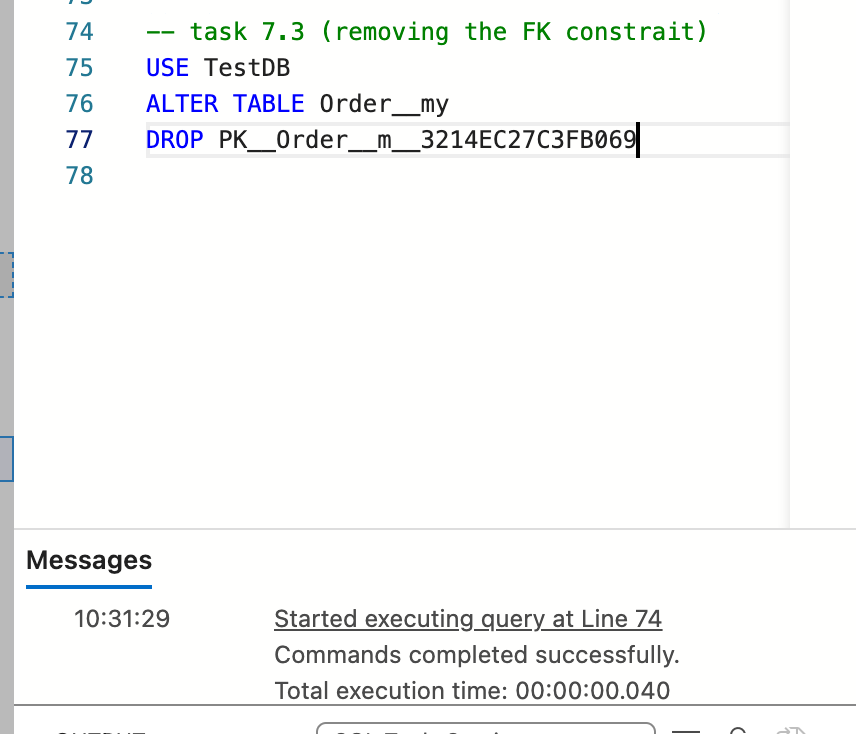 74 -- task 7.3 (removing the FK constrait)
75 USE TestDB
76 ALTER TABLE Order__my
77 DROP PK__Order__m__3214EC27C3FB069
78
Messages
10:31:29 Started executing query at Line 74
Commands completed successfully.
Total execution time: 00:00:00.040